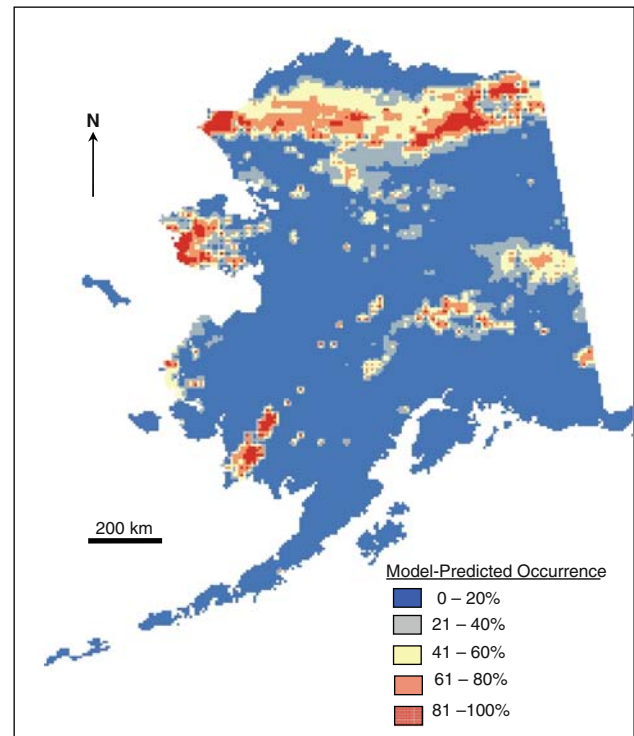 N
200 km
Model-Predicted Occurrence
0 – 20%
21 – 40%
41 – 60%
61 – 80%
81 –100%